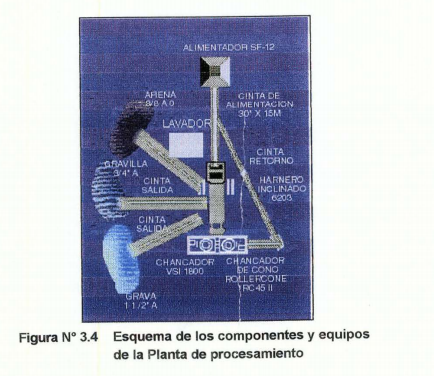 ALIMENTADOR SF-12
ARENA
3/8 A 0
CINTA DE
ALIMENTACION
30" X 15M
LAVADOR
CINTA
RETORNO
GRAVILLA
3/4" A
HARNERO
INCLINADO
6203
CINTA
SALIDA
CINTA
SALIDA
CHANCADOR
VSI 1800
CHANCADOR
DE CONO
ROLLERCONE
RC45 II
GRAVA
1 1/2" A
Figura Nº 3.4 Esquema de los componentes y equipos
de la Planta de procesamiento